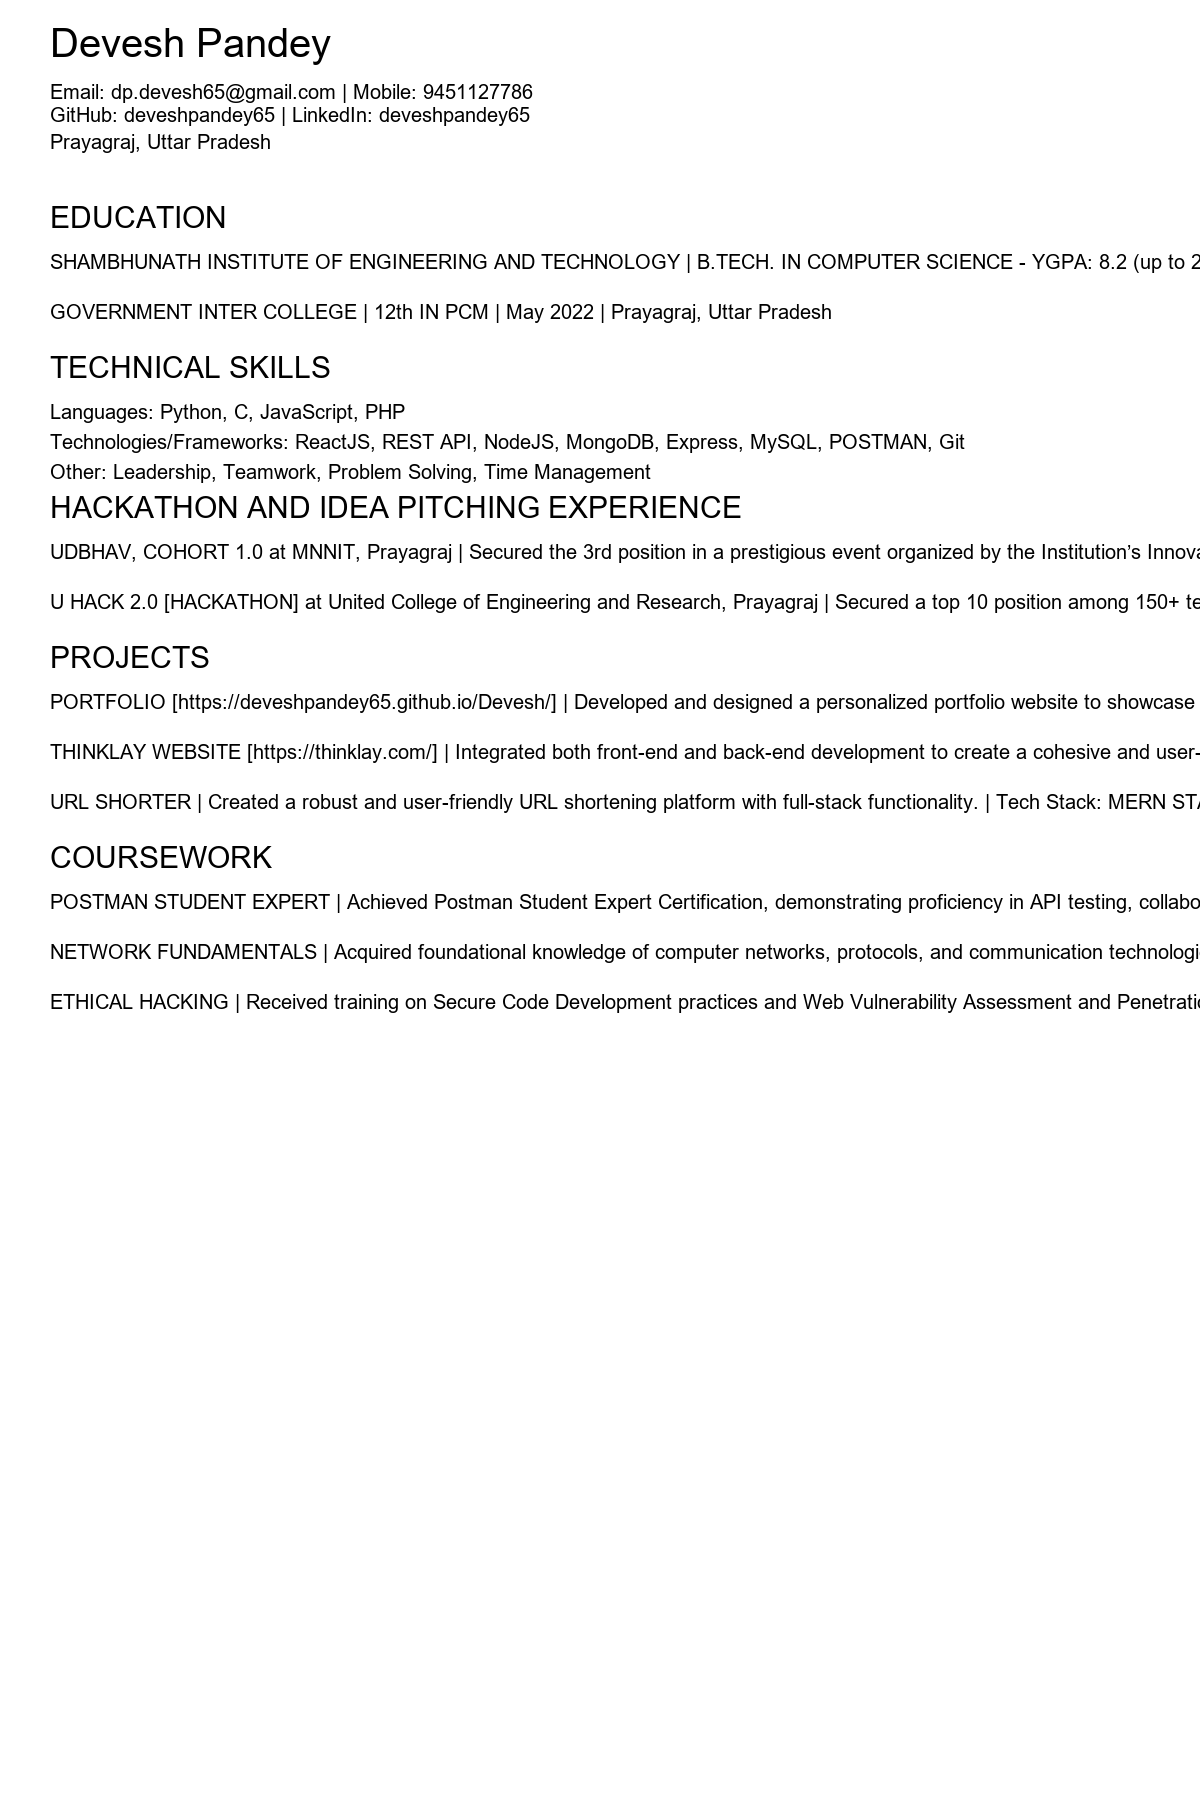 Devesh Pandey
Email: dp.devesh65@gmail.com | Mobile: 9451127786
GitHub: deveshpandey65 | LinkedIn: deveshpandey65
Prayagraj, Uttar Pradesh
EDUCATION
SHAMBHUNATH INSTITUTE OF ENGINEERING AND TECHNOLOGY | B.TECH. IN COMPUTER SCIENCE - YGPA: 8.2 (up to 2
GOVERNMENT INTER COLLEGE | 12th IN PCM | May 2022 | Prayagraj, Uttar Pradesh
TECHNICAL SKILLS
Languages: Python, C, JavaScript, PHP
Technologies/Frameworks: ReactJS, REST API, NodeJS, MongoDB, Express, MySQL, POSTMAN, Git
Other: Leadership, Teamwork, Problem Solving, Time Management
HACKATHON AND IDEA PITCHING EXPERIENCE
UDBHAV, COHORT 1.0 at MNNIT, Prayagraj | Secured the 3rd position in a prestigious event organized by the Institution’s Innova
U HACK 2.0 [HACKATHON] at United College of Engineering and Research, Prayagraj | Secured a top 10 position among 150+ te
PROJECTS
PORTFOLIO [https://deveshpandey65.github.io/Devesh/] | Developed and designed a personalized portfolio website to showcase
THINKLAY WEBSITE [https://thinklay.com/] | Integrated both front-end and back-end development to create a cohesive and user-
URL SHORTER | Created a robust and user-friendly URL shortening platform with full-stack functionality. | Tech Stack: MERN STA
COURSEWORK
POSTMAN STUDENT EXPERT | Achieved Postman Student Expert Certification, demonstrating proficiency in API testing, collabo
NETWORK FUNDAMENTALS | Acquired foundational knowledge of computer networks, protocols, and communication technologi
ETHICAL HACKING | Received training on Secure Code Development practices and Web Vulnerability Assessment and Penetratio